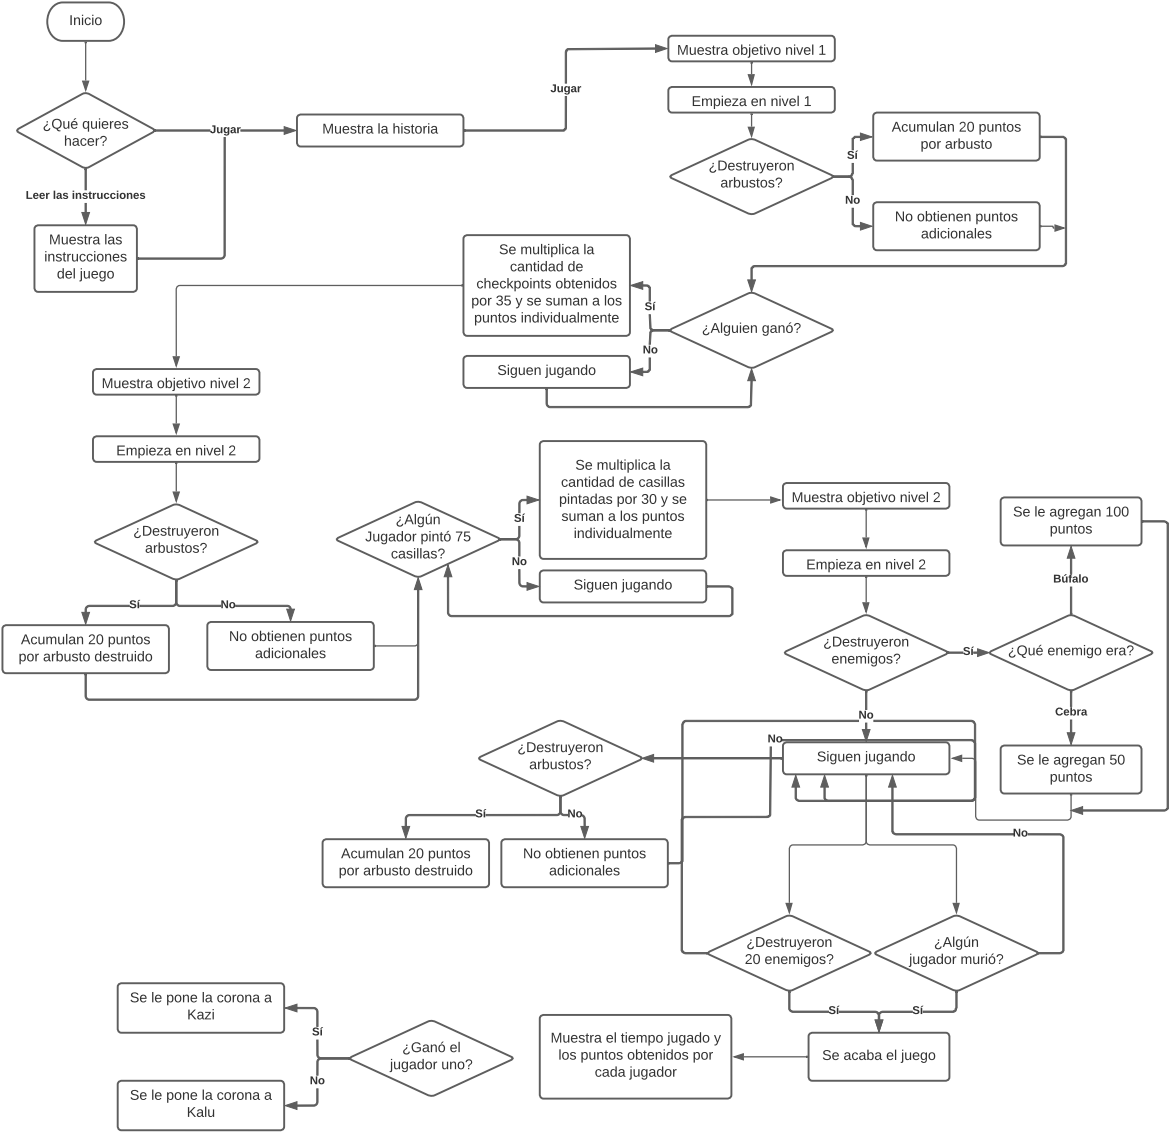 Inicio
¿Qué quieres
hacer?
Jugar
Muestra la historia
Jugar
Leer las instrucciones
Muestra las
instrucciones
del juego
Muestra objetivo nivel 1
Empieza en nivel 1
¿Destruyeron
arbustos?
Sí
No
Acumulan 20 puntos
por arbusto
No obtienen puntos
adicionales
¿Alguien ganó?
Sí
No
Se multiplica la
cantidad de
checkpoints obtenidos
por 35 y se suman a los
puntos individualmente
Siguen jugando
Muestra objetivo nivel 2
Empieza en nivel 2
¿Destruyeron
arbustos?
Sí
No
Acumulan 20 puntos
por arbusto destruido
No obtienen puntos
adicionales
¿Algún
Jugador pintó 75
casillas?
Sí
No
Se multiplica la
cantidad de casillas
pintadas por 30 y se
suman a los puntos
individualmente
Siguen jugando
Muestra objetivo nivel 2
Empieza en nivel 2
¿Destruyeron
enemigos?
Sí
No
¿Qué enemigo era?
Búfalo
Se le agregan 100
puntos
Cebra
Se le agregan 50
puntos
Siguen jugando
No
¿Destruyeron
arbustos?
Sí
No
Acumulan 20 puntos
por arbusto destruido
No obtienen puntos
adicionales
No
¿Destruyeron
20 enemigos?
¿Algún
jugador murió?
Sí
Sí
Se acaba el juego
Muestra el tiempo jugado y
los puntos obtenidos por
cada jugador
¿Ganó el
jugador uno?
Sí
No
Se le pone la corona a
Kazi
Se le pone la corona a
Kalu